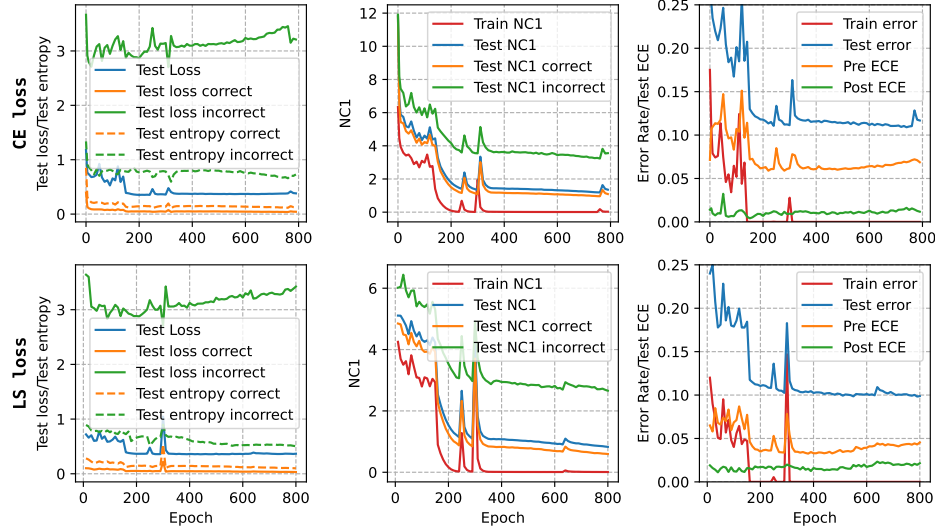 CE loss
Test loss/Test entropy
3
2
1
0
Test Loss
Test loss correct
Test loss incorrect
Test entropy correct
Test entropy incorrect
0 200 400 600 800
NC1
12
10
8
6
4
2
0
Train NC1
Test NC1
Test NC1 correct
Test NC1 incorrect
0 200 400 600 800
Error Rate/Test ECE
0.25
0.20
0.15
0.10
0.05
0.00
Train error
Test error
Pre ECE
Post ECE
0 200 400 600 800
LS loss
Test loss/Test entropy
3
2
1
0
Test Loss
Test loss correct
Test loss incorrect
Test entropy correct
Test entropy incorrect
0 200 400 600 800
Epoch
NC1
6
4
2
0
Train NC1
Test NC1
Test NC1 correct
Test NC1 incorrect
0 200 400 600 800
Epoch
Error Rate/Test ECE
0.25
0.20
0.15
0.10
0.05
0.00
Train error
Test error
Pre ECE
Post ECE
0 200 400 600 800
Epoch